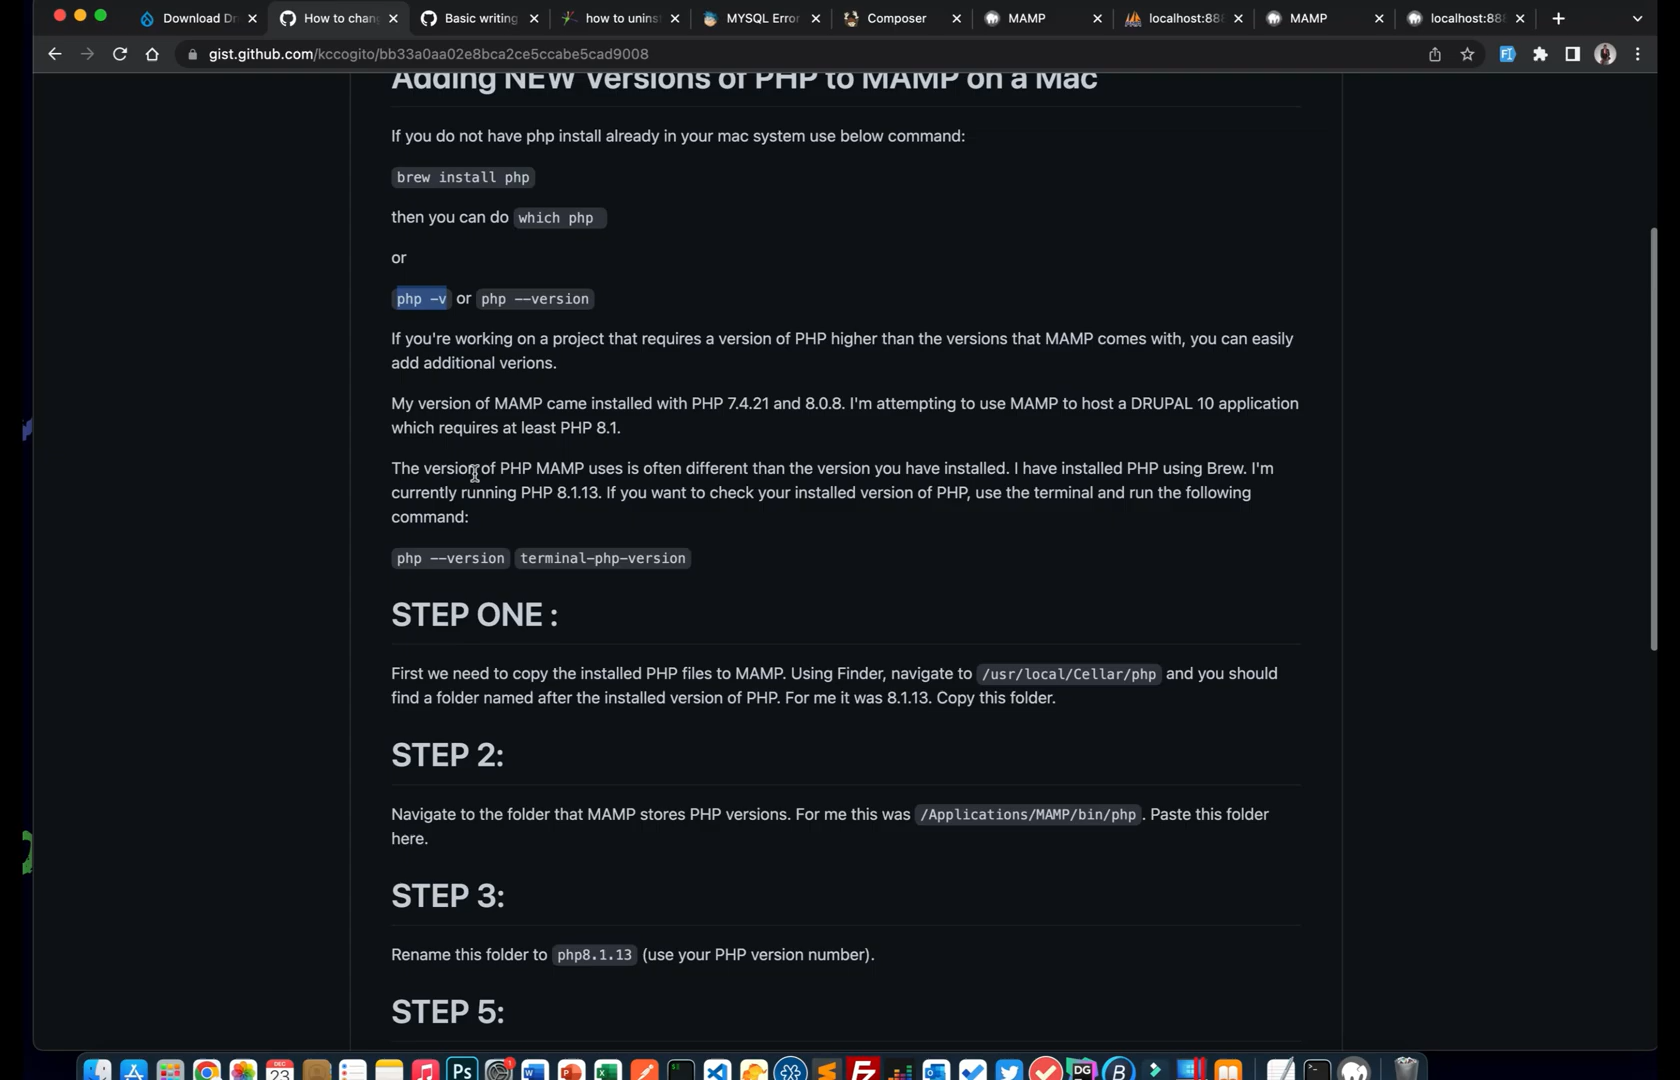 Download Dr
How to chan
Basic writing
how to unins
MYSQL Error
Composer
MAMP
localhost:888
MAMP
localhost:888
gist.github.com/kccogito/bb33a0aa02e8bca2ce5ccabe5cad9008
Adding NEW Versions of PHP to MAMP on a Mac
If you do not have php install already in your mac system use below command:
brew install php
then you can do which php
or
php -v or php --version
If you're working on a project that requires a version of PHP higher than the versions that MAMP comes with, you can easily
add additional verions.
My version of MAMP came installed with PHP 7.4.21 and 8.0.8. I'm attempting to use MAMP to host a DRUPAL 10 application
which requires at least PHP 8.1.
The version of PHP MAMP uses is often different than the version you have installed. I have installed PHP using Brew. I'm
currently running PHP 8.1.13. If you want to check your installed version of PHP, use the terminal and run the following
command:
php --version terminal-php-version
STEP ONE :
First we need to copy the installed PHP files to MAMP. Using Finder, navigate to /usr/local/Cellar/php and you should
find a folder named after the installed version of PHP. For me it was 8.1.13. Copy this folder.
STEP 2:
Navigate to the folder that MAMP stores PHP versions. For me this was /Applications/MAMP/bin/php. Paste this folder
here.
STEP 3:
Rename this folder to php8.1.13 (use your PHP version number).
STEP 5:
DEC
23
Ps
1
W
P
X
Fz
DG
B